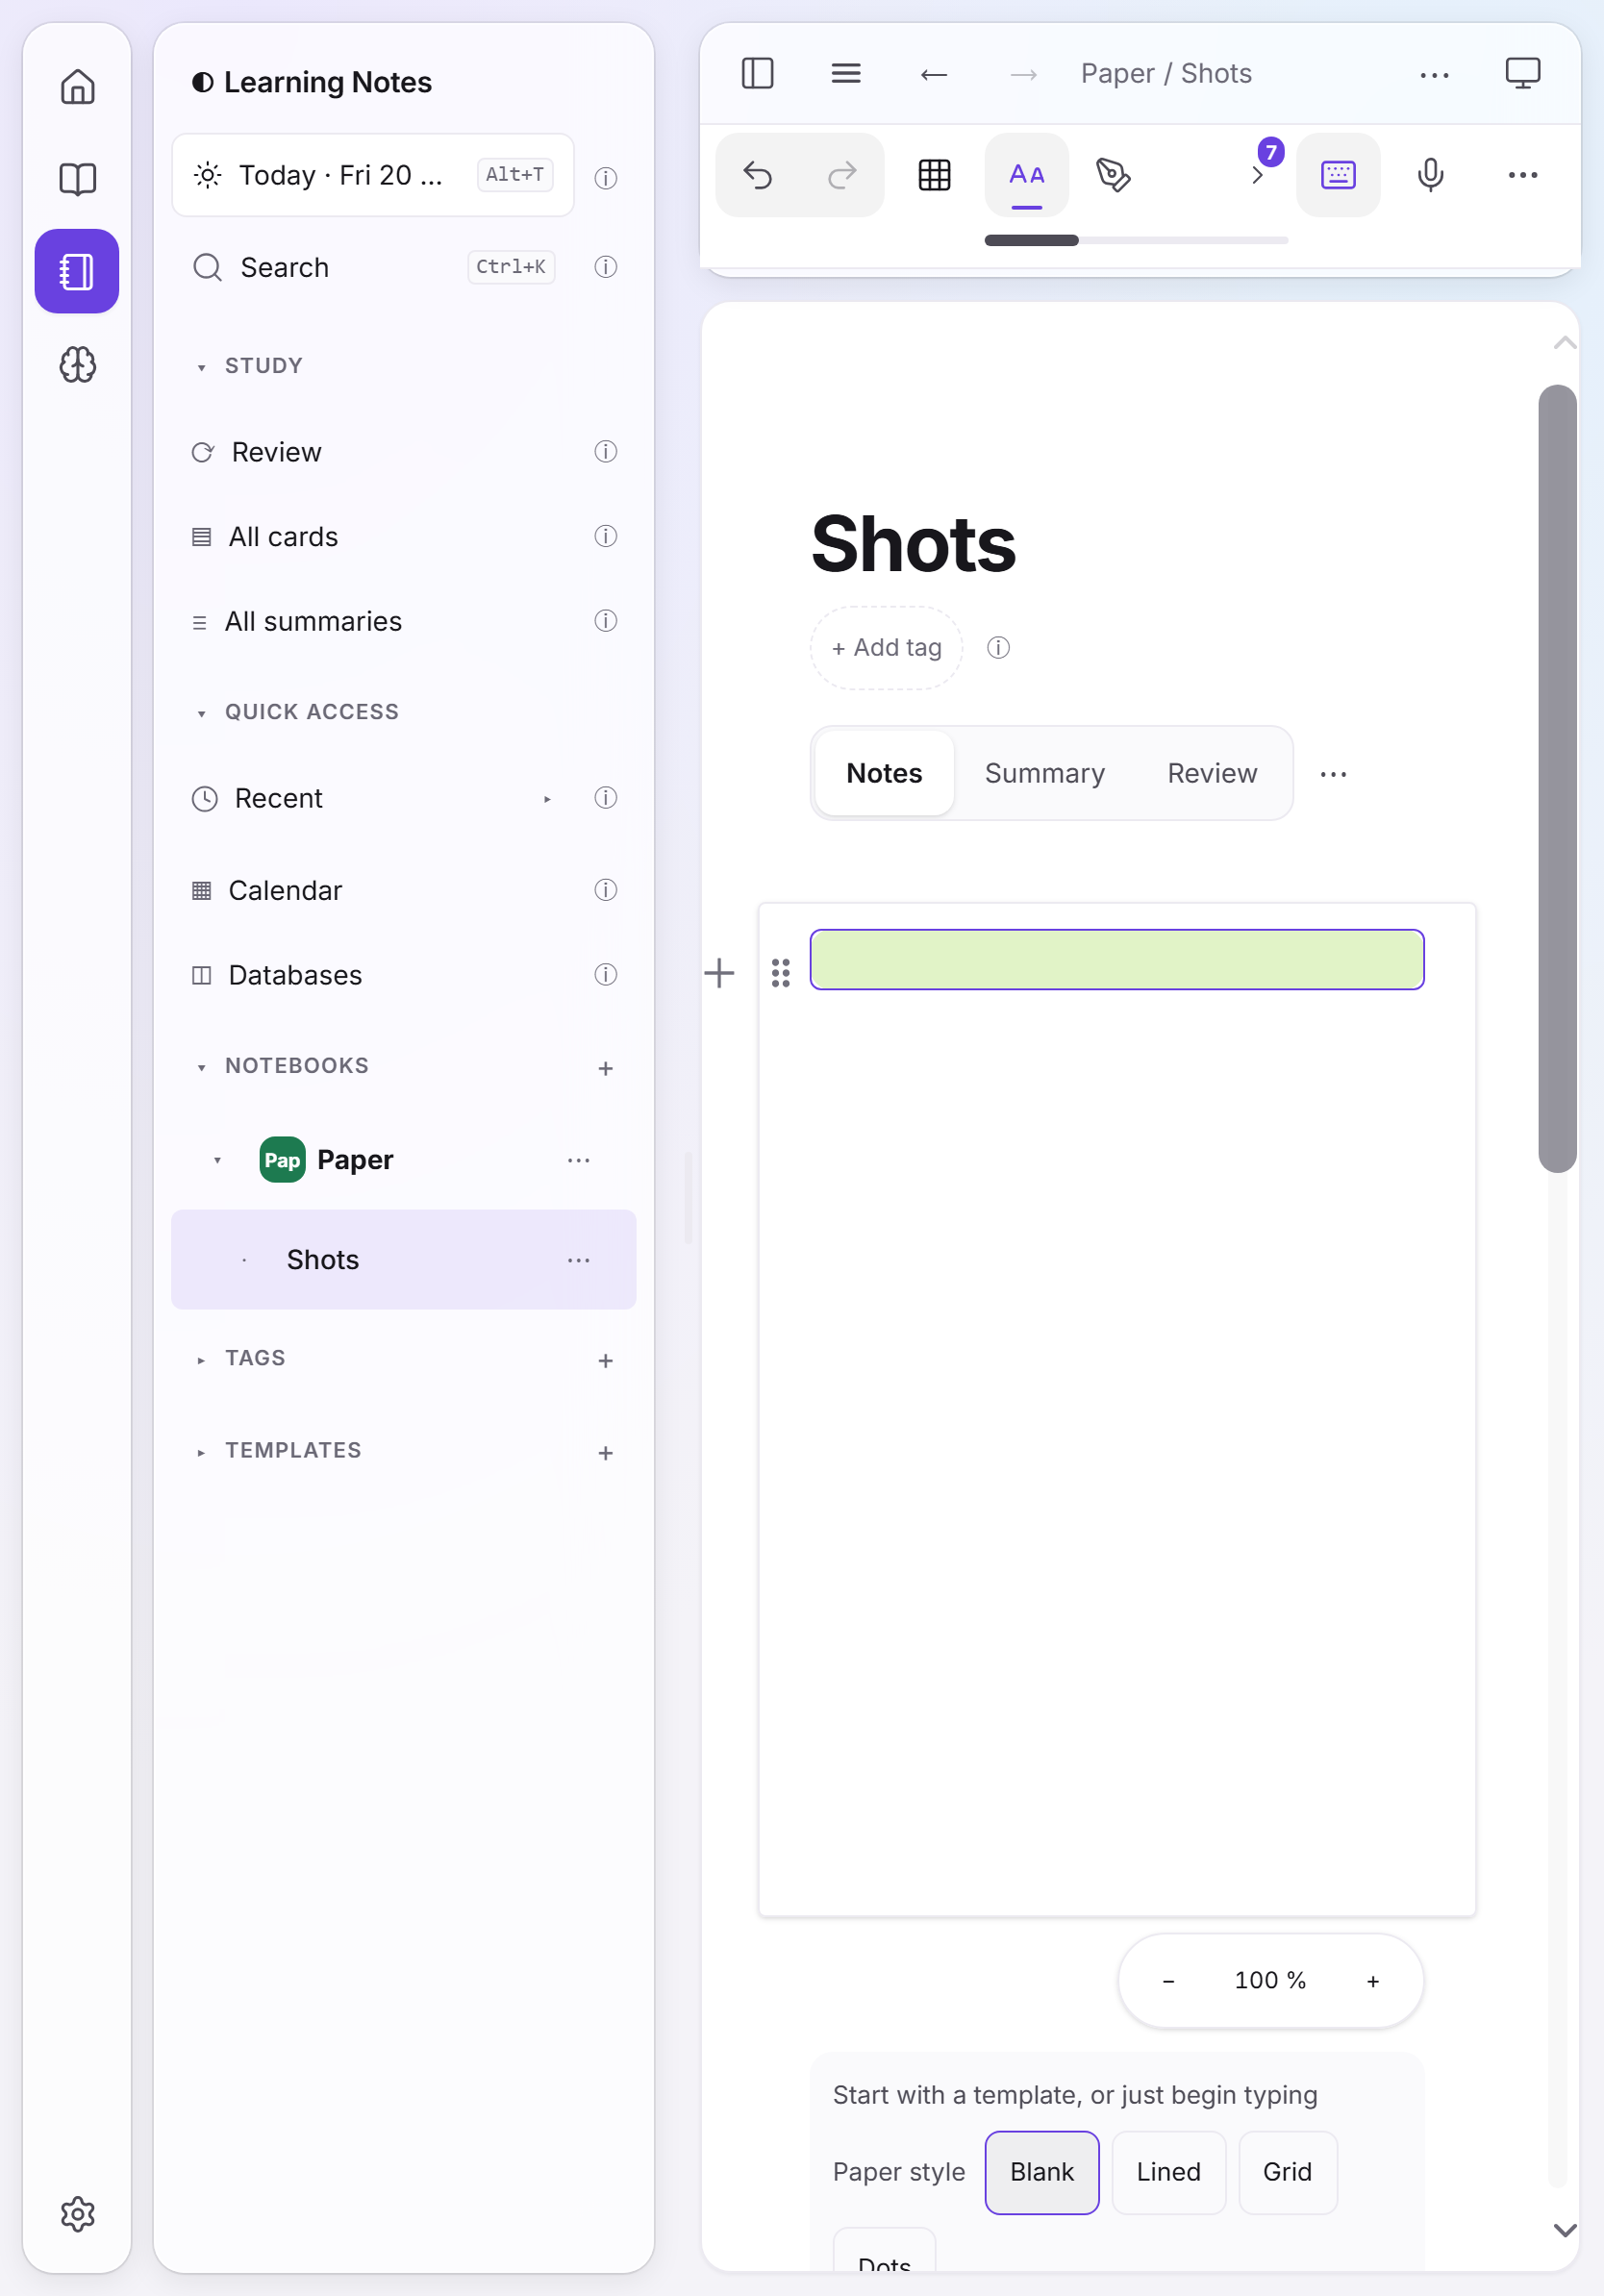 Learning Notes
Today · Fri 20 ... Alt+T
Search Ctrl+K
STUDY
Review
All cards
All summaries
QUICK ACCESS
Recent
Calendar
Databases
NOTEBOOKS +
Pap Paper ...
Shots ...
TAGS +
TEMPLATES +
Paper / Shots
AA
7
Shots
+ Add tag
Notes Summary Review ...
− 100 % +
Start with a template, or just begin typing
Paper style Blank Lined Grid
Dots